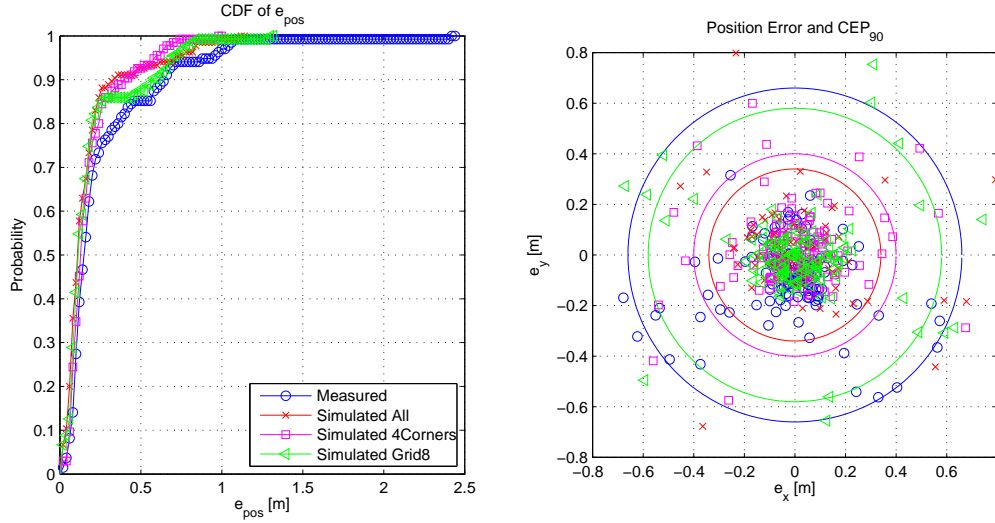 CDF of e_pos
Probability
1
0.9
0.8
0.7
0.6
0.5
0.4
0.3
0.2
0.1
0
0 0.5 1 1.5 2 2.5
e_pos [m]
Measured
Simulated All
Simulated 4Corners
Simulated Grid8
Position Error and CEP_90
e_y [m]
0.8
0.6
0.4
0.2
0
−0.2
−0.4
−0.6
−0.8
−0.8 −0.6 −0.4 −0.2 0 0.2 0.4 0.6 0.8
e_x [m]